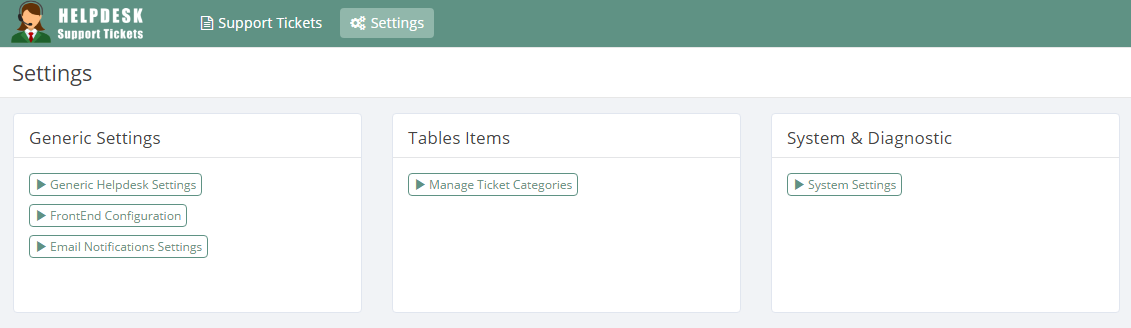 HELPDESK
Support Tickets
Support Tickets
Settings
Settings
Generic Settings
Generic Helpdesk Settings
FrontEnd Configuration
Email Notifications Settings
Tables Items
Manage Ticket Categories
System & Diagnostic
System Settings